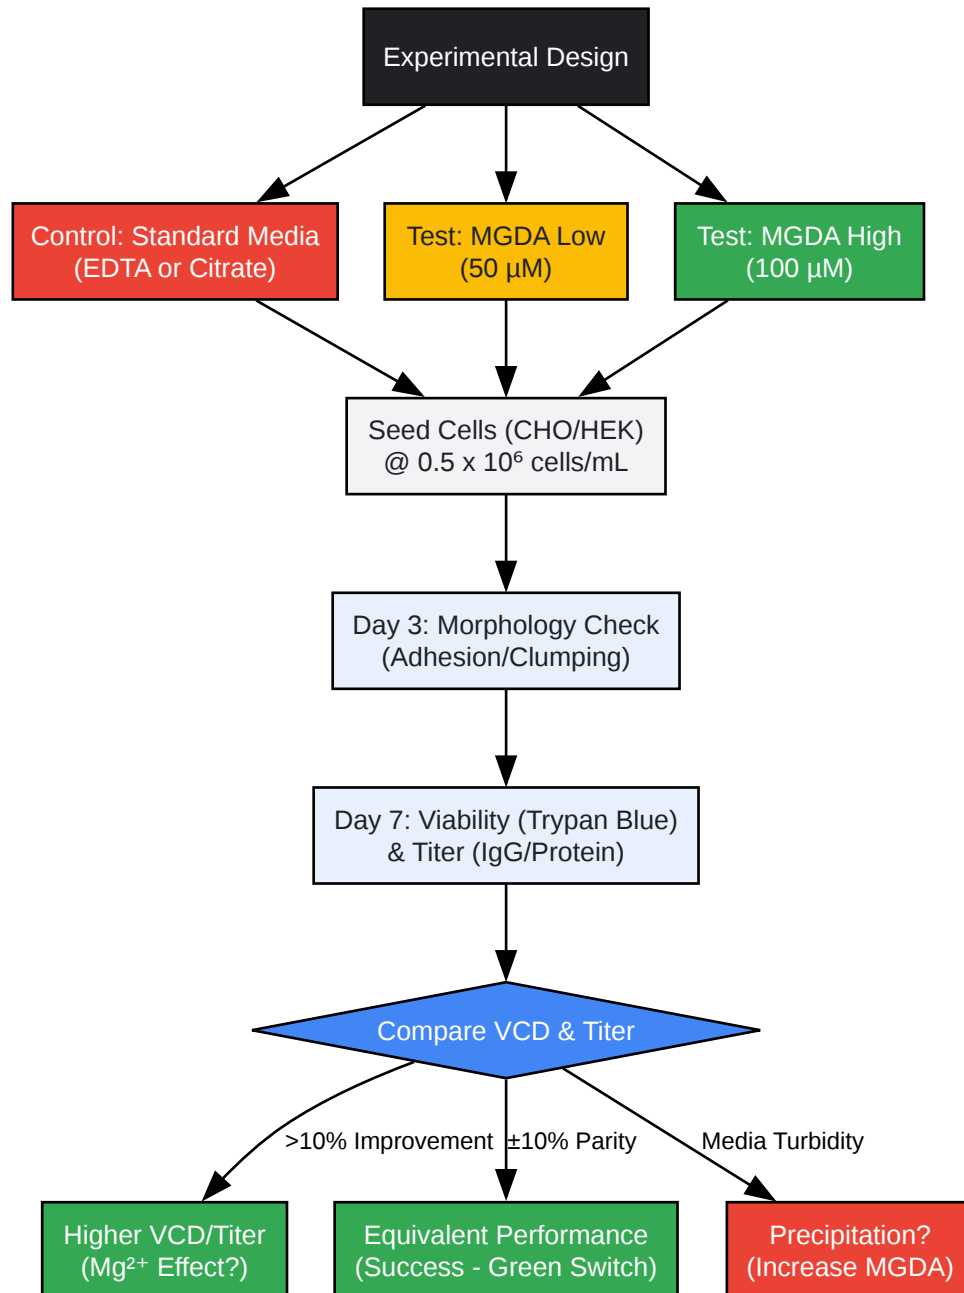 Experimental Design
Control: Standard Media
(EDTA or Citrate)
Test: MGDA Low
(50 µM)
Test: MGDA High
(100 µM)
Seed Cells (CHO/HEK)
@ 0.5 x 10⁶ cells/mL
Day 3: Morphology Check
(Adhesion/Clumping)
Day 7: Viability (Trypan Blue)
& Titer (IgG/Protein)
Compare VCD & Titer
>10% Improvement
±10% Parity
Media Turbidity
Higher VCD/Titer
(Mg²⁺ Effect?)
Equivalent Performance
(Success - Green Switch)
Precipitation?
(Increase MGDA)